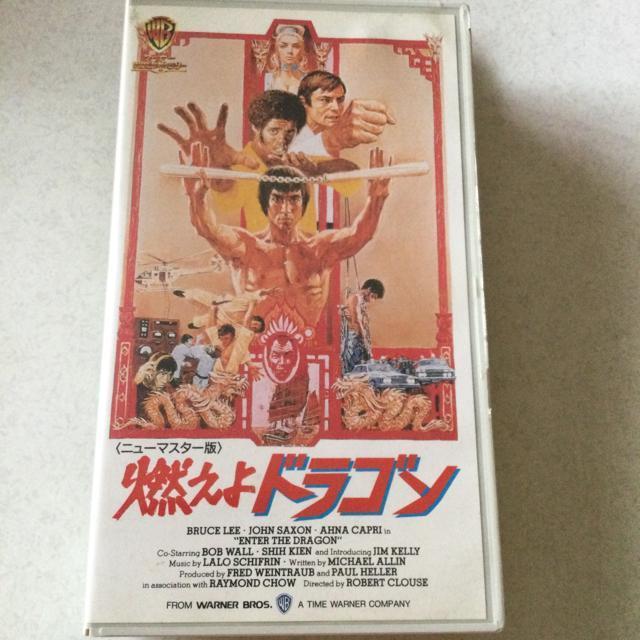 WB
〈ニューマスター版〉
燃えよドラゴン
BRUCE LEE · JOHN SAXON · AHNA CAPRI in
"ENTER THE DRAGON"
Co-Starring BOB WALL · SHIH KIEN and Introducing JIM KELLY
Music by LALO SCHIFRIN · Written by MICHAEL ALLIN
Produced by FRED WEINTRAUB and PAUL HELLER
in association with RAYMOND CHOW Directed by ROBERT CLOUSE
FROM WARNER BROS. WB A TIME WARNER COMPANY